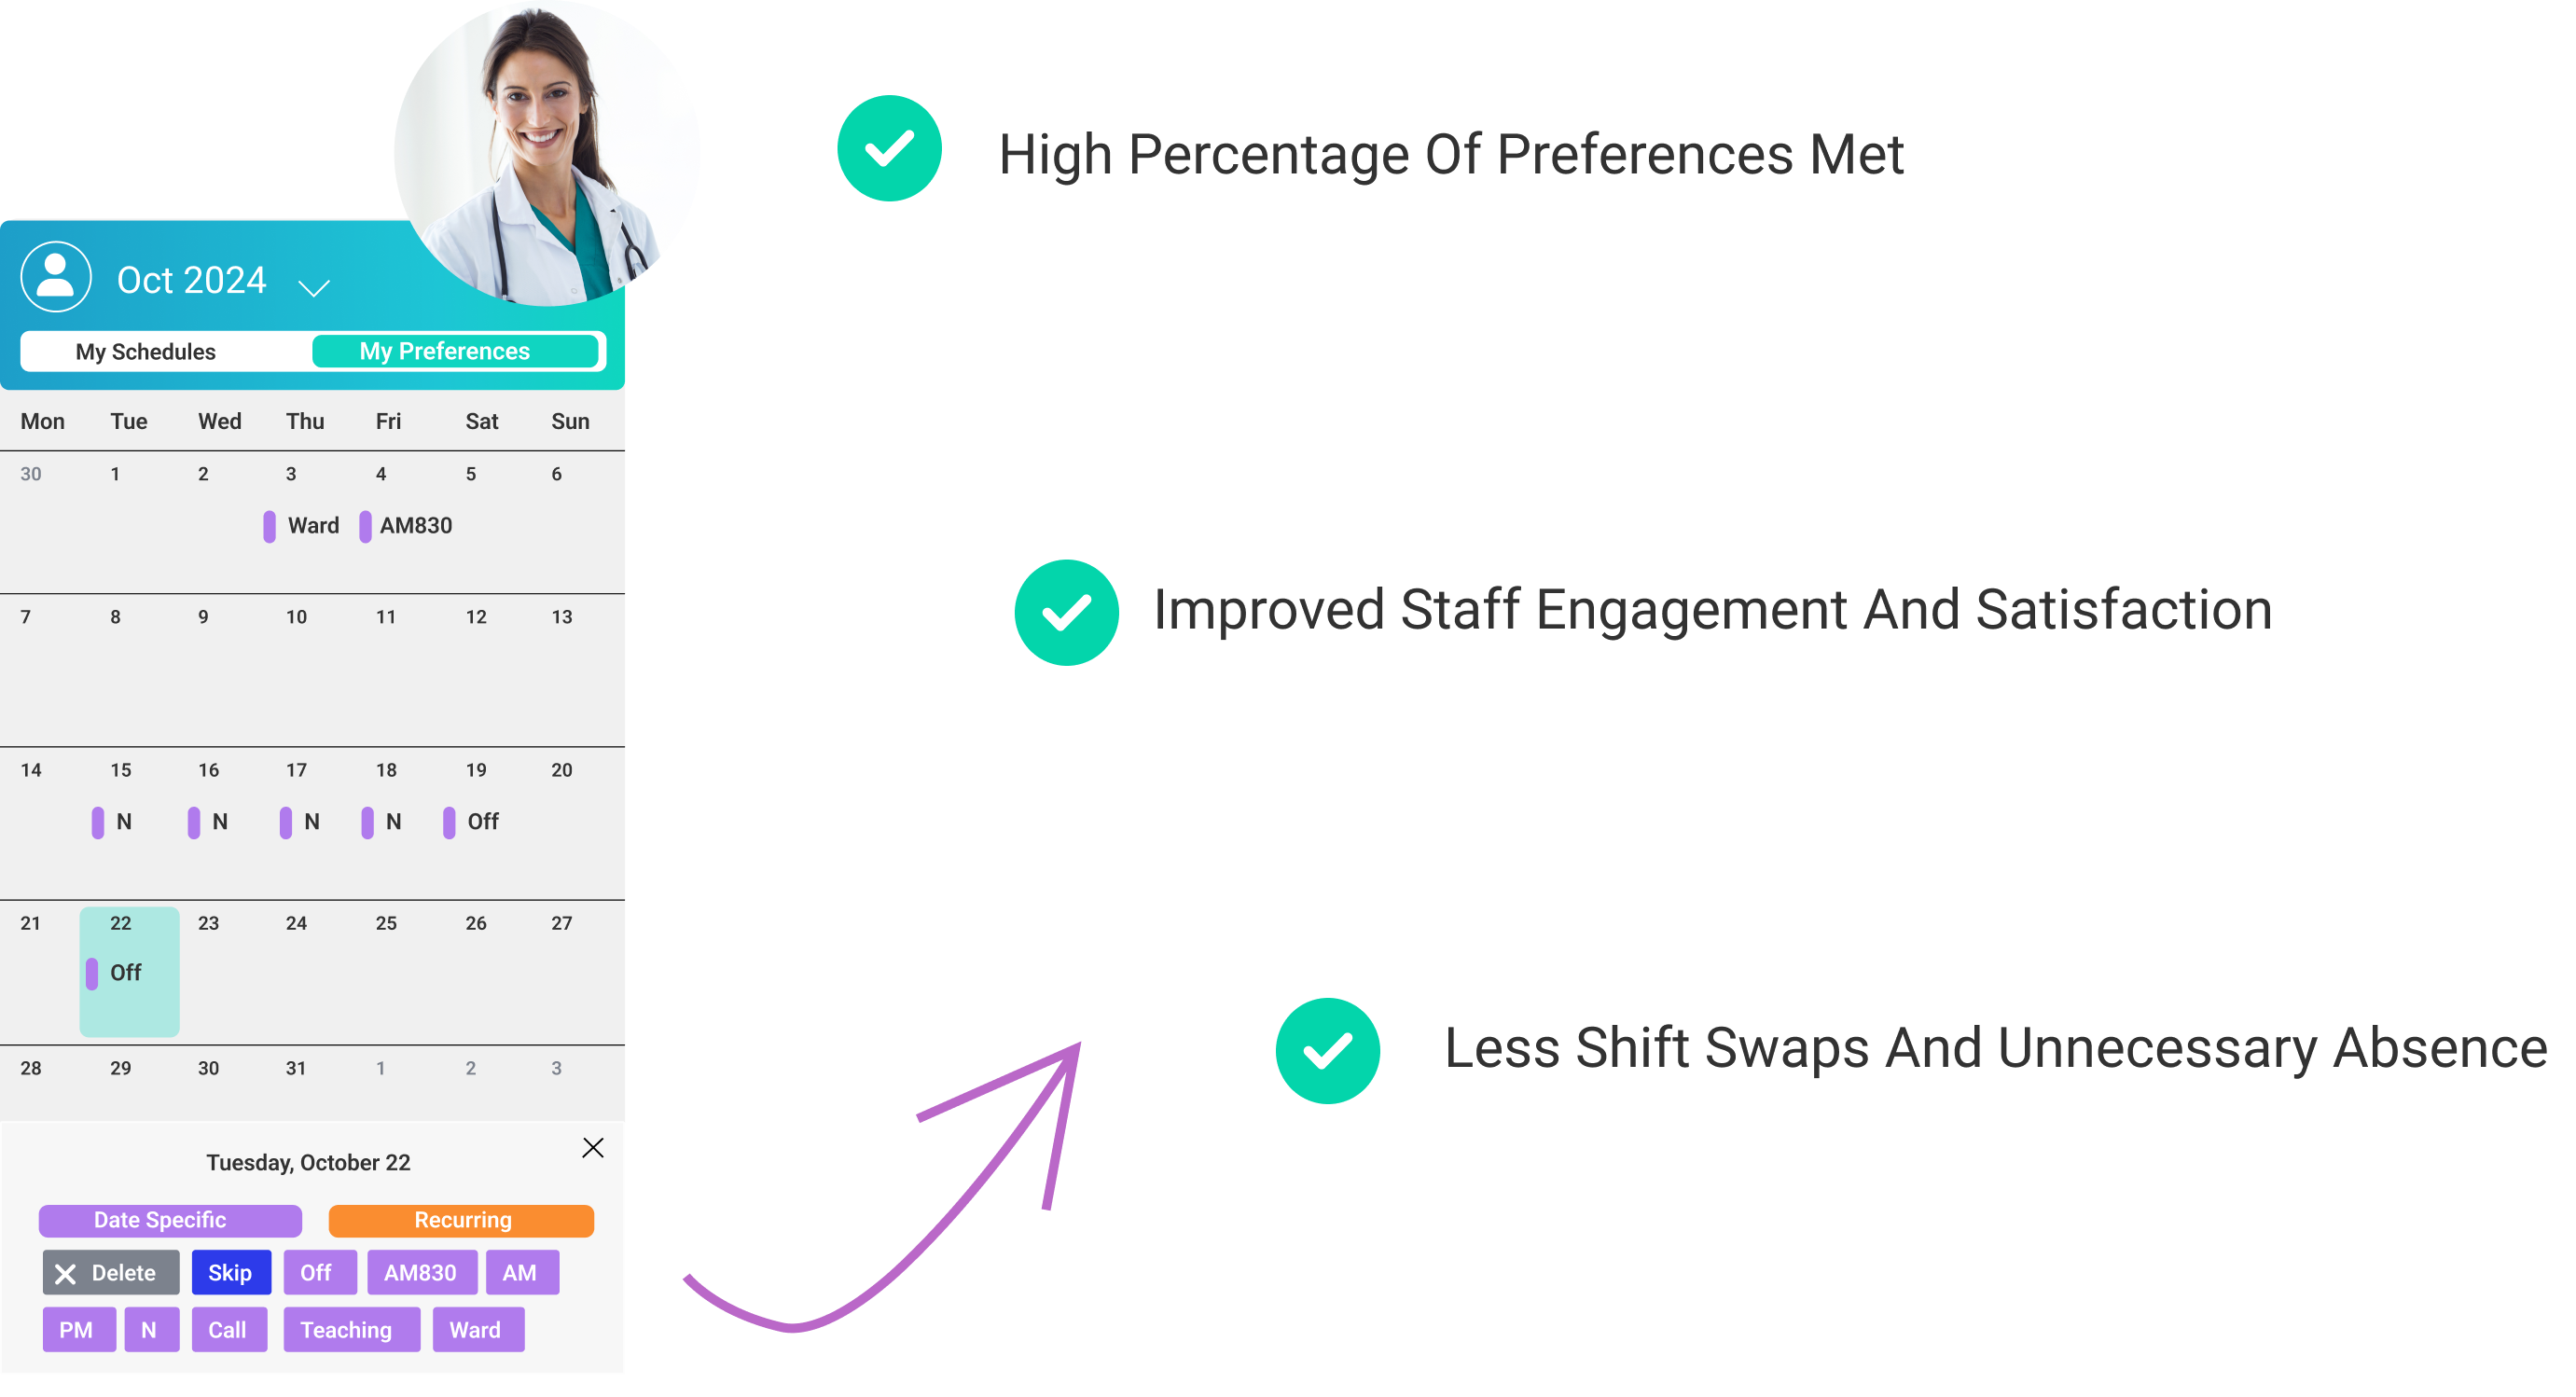 High Percentage Of Preferences Met
Oct 2024
My Schedules My Preferences
Mon Tue Wed Thu Fri Sat Sun
30 1 2 3 4 5 6
Ward AM830
7 8 9 10 11 12 13
Improved Staff Engagement And Satisfaction
14 15 16 17 18 19 20
N N N N Off
21 22 23 24 25 26 27
Off
28 29 30 31 1 2 3
Less Shift Swaps And Unnecessary Absence
Tuesday, October 22
Date Specific Recurring
Delete Skip Off AM830 AM
PM N Call Teaching Ward